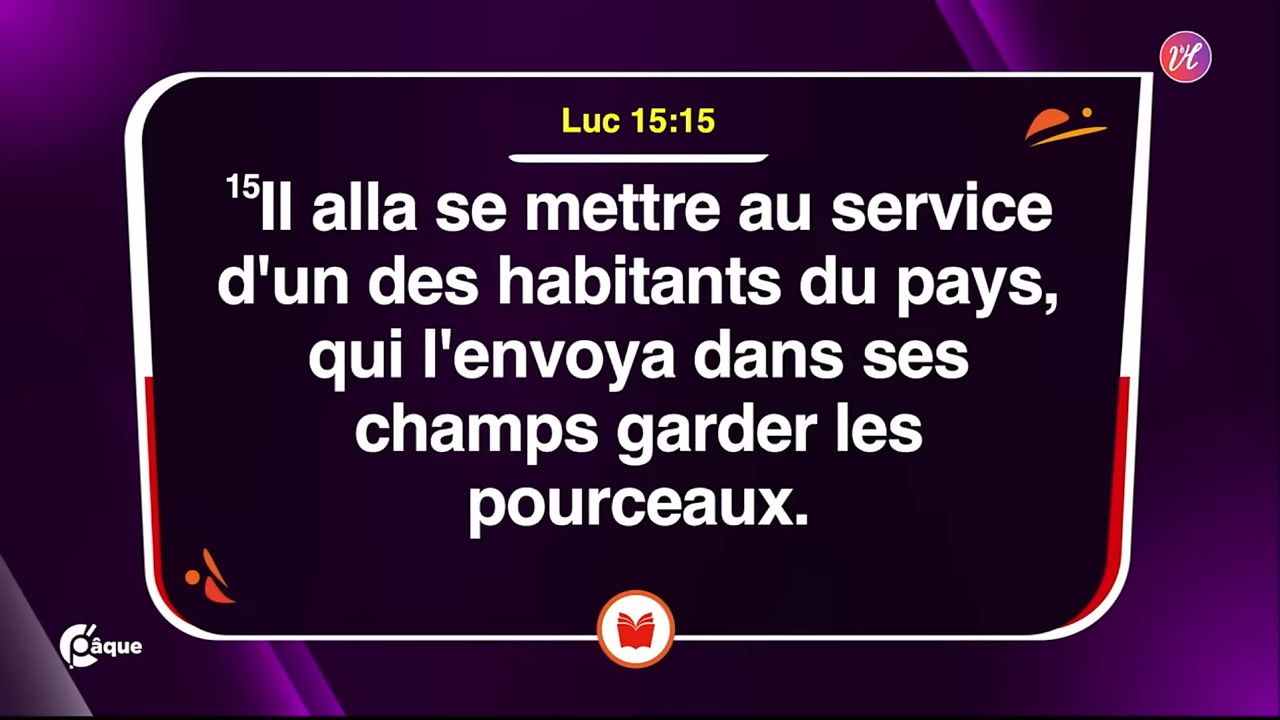 Luc 15:15
15Il alla se mettre au service
d'un des habitants du pays,
qui l'envoya dans ses
champs garder les
pourceaux.
Pâque